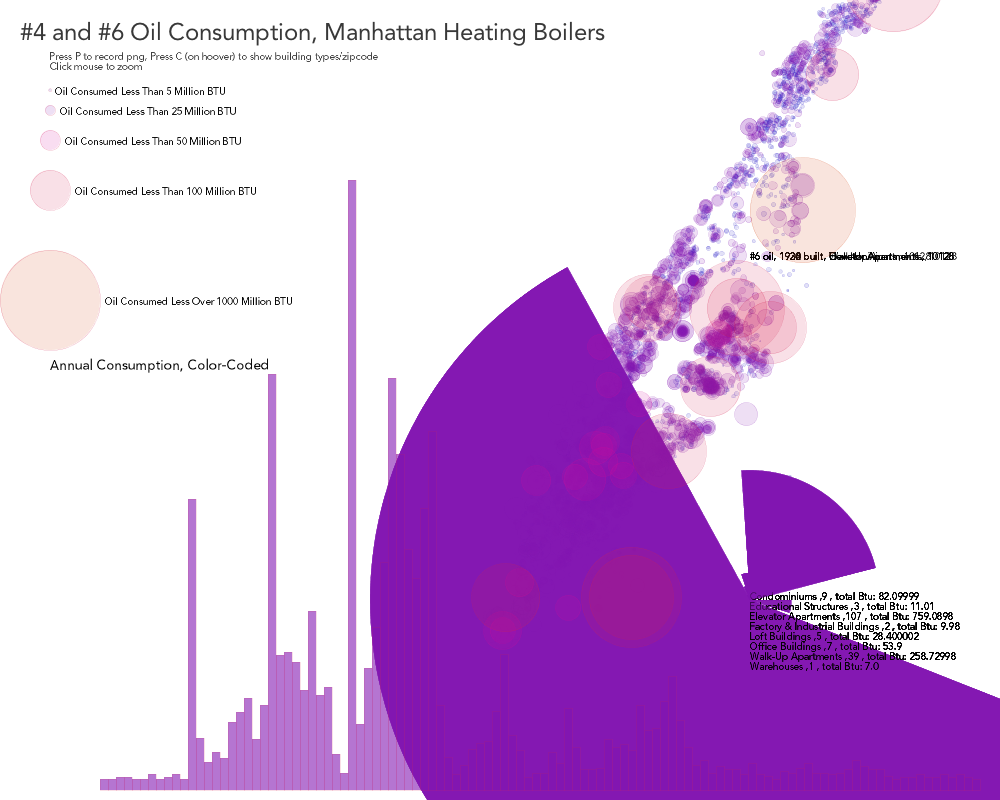 #4 and #6 Oil Consumption, Manhattan Heating Boilers
Press P to record png, Press C (on hoover) to show building types/zipcode
Click mouse to zoom
Oil Consumed Less Than 5 Million BTU
Oil Consumed Less Than 25 Million BTU
Oil Consumed Less Than 50 Million BTU
Oil Consumed Less Than 100 Million BTU
#6 oil, built,
Oil Consumed Less Over 1000 Million BTU
Annual Consumption, Color-Coded
Condominiums ,9 , total Btu: 82.09999
Educational Structures ,3 , total Btu: 11.01
Elevator Apartments ,107 , total Btu: 759.0898
Factory & Industrial Buildings ,2 , total Btu: 9.98
Loft Buildings ,5 , total Btu: 28.400002
Office Buildings ,7 , total Btu: 53.9
Walk-Up Apartments ,39 , total Btu: 258.72998
Warehouses ,1 , total Btu: 7.0